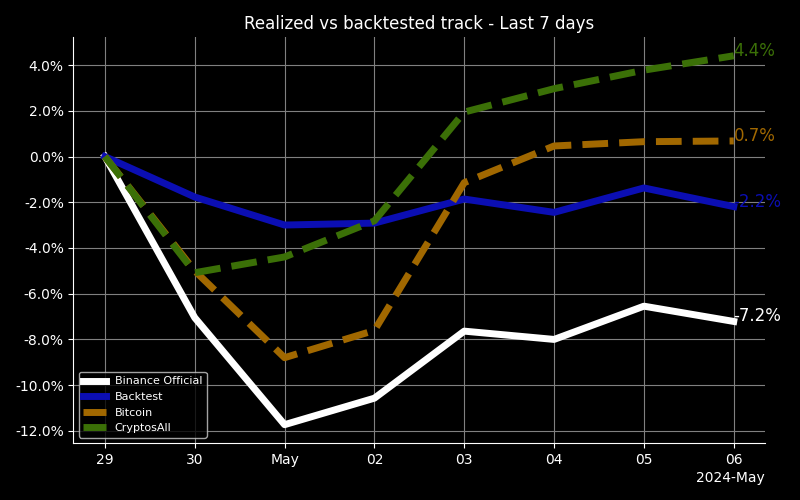 Realized vs backtested track - Last 7 days
4.0%
2.0%
0.0%
-2.0%
-4.0%
-6.0%
-8.0%
-10.0%
-12.0%
4.4%
0.7%
-2.2%
-7.2%
Binance Official
Backtest
Bitcoin
CryptosAll
29 30 May 02 03 04 05 06
2024-May